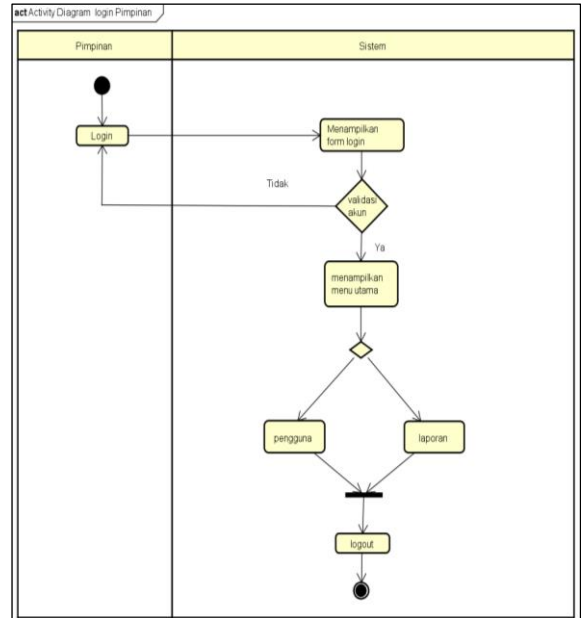 act Activity Diagram login Pimpinan
Pimpinan
Sistem
Login
Menampilkan
form login
Tidak
validasi
akun
Ya
menampilkan
menu utama
pengguna
laporan
logout